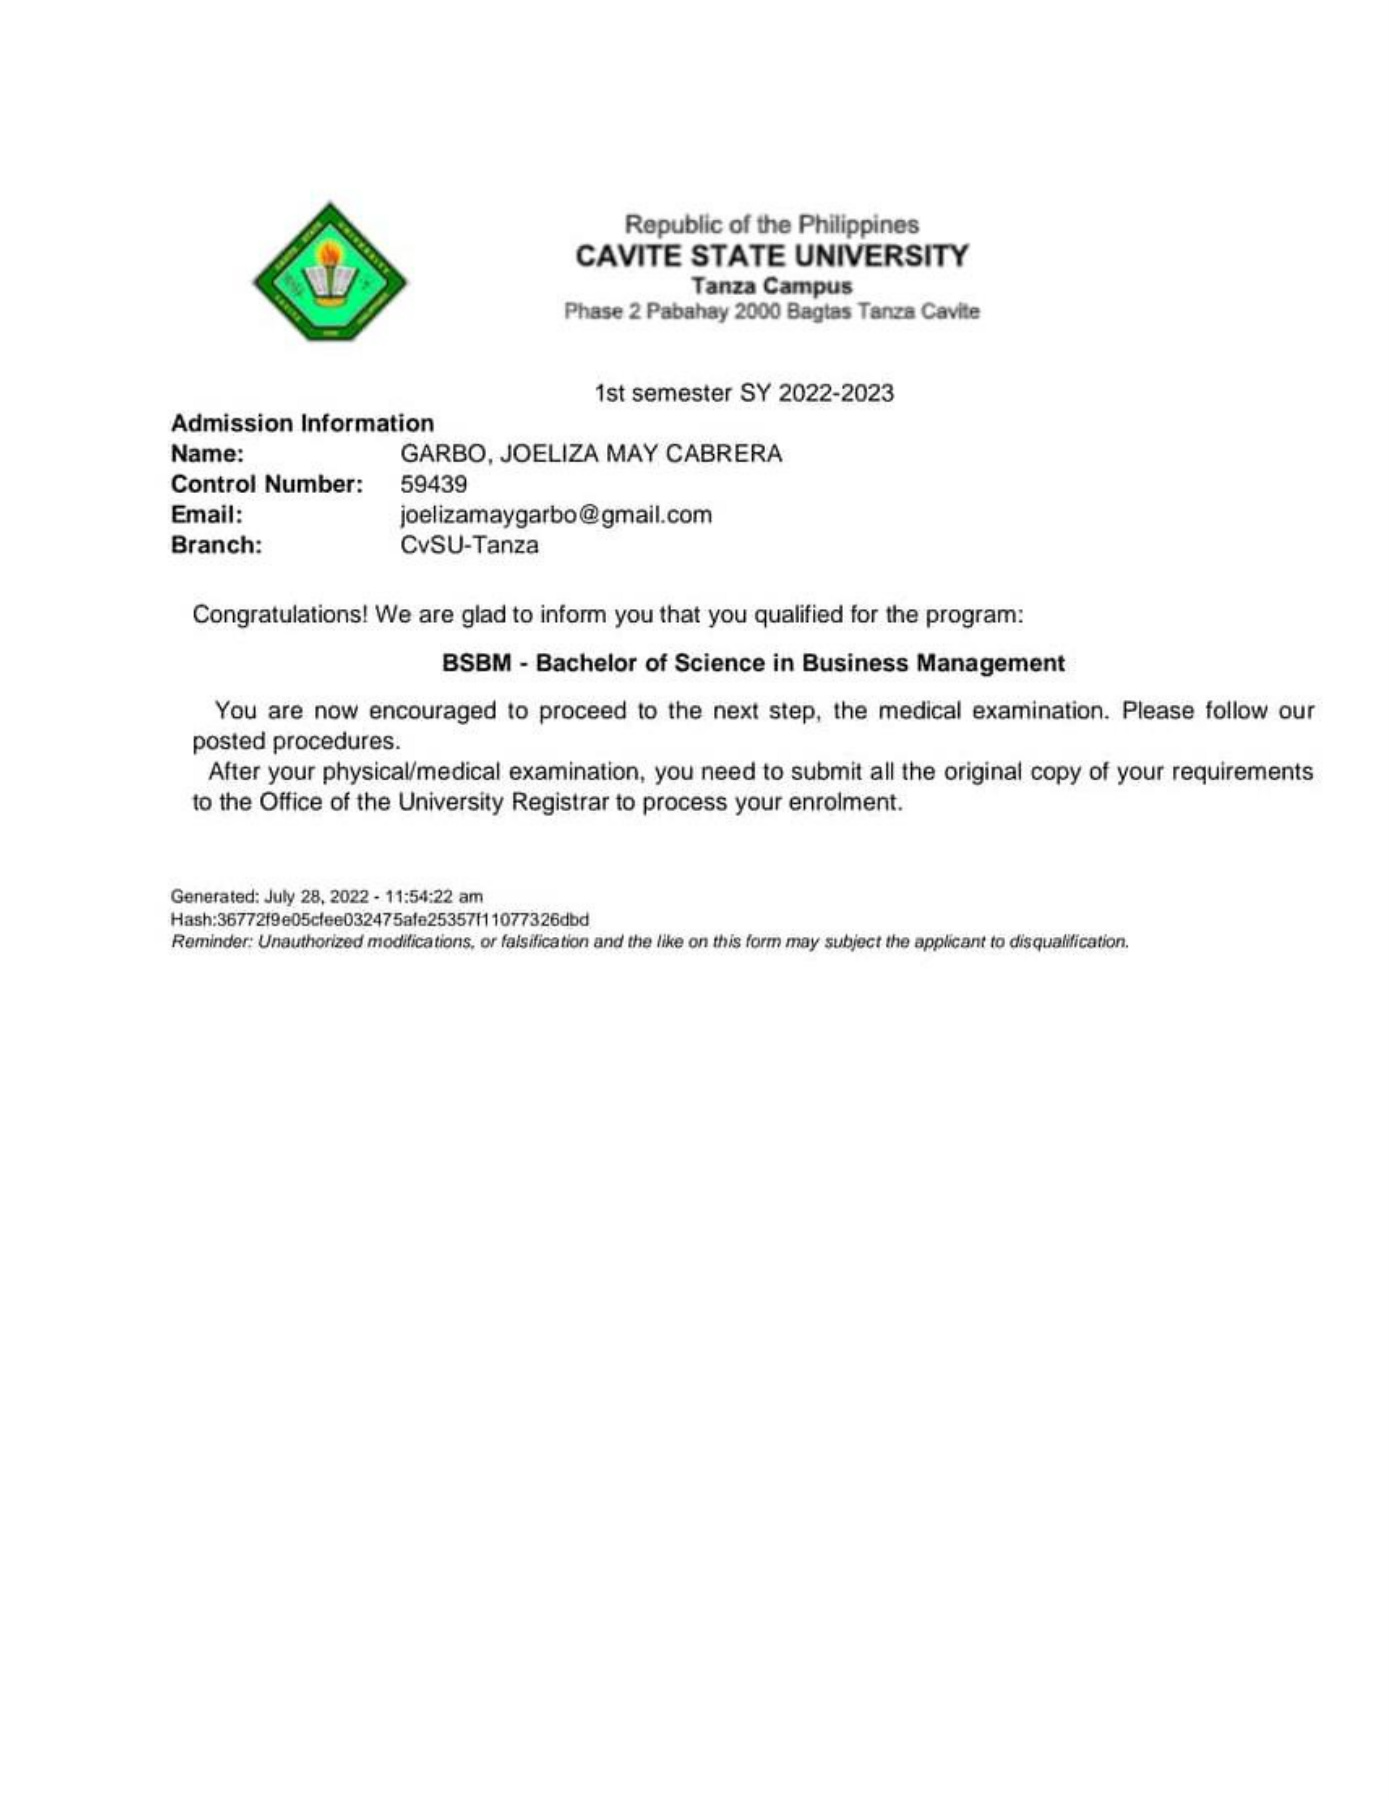 Republic of the Philippines
CAVITE STATE UNIVERSITY
Tanza Campus
Phase 2 Pabahay 2000 Bagtas Tanza Cavite
1st semester SY 2022-2023
Admission Information
Name: GARBO, JOELIZA MAY CABRERA
Control Number: 59439
Email: joelizamaygarbo@gmail.com
Branch: CvSU-Tanza
Congratulations! We are glad to inform you that you qualified for the program:
BSBM - Bachelor of Science in Business Management
You are now encouraged to proceed to the next step, the medical examination. Please follow our
posted procedures.
After your physical/medical examination, you need to submit all the original copy of your requirements
to the Office of the University Registrar to process your enrolment.
Generated: July 28, 2022 - 11:54:22 am
Hash:36772f9e05cfee032475afe25357f11077326dbd
Reminder: Unauthorized modifications, or falsification and the like on this form may subject the applicant to disqualification.